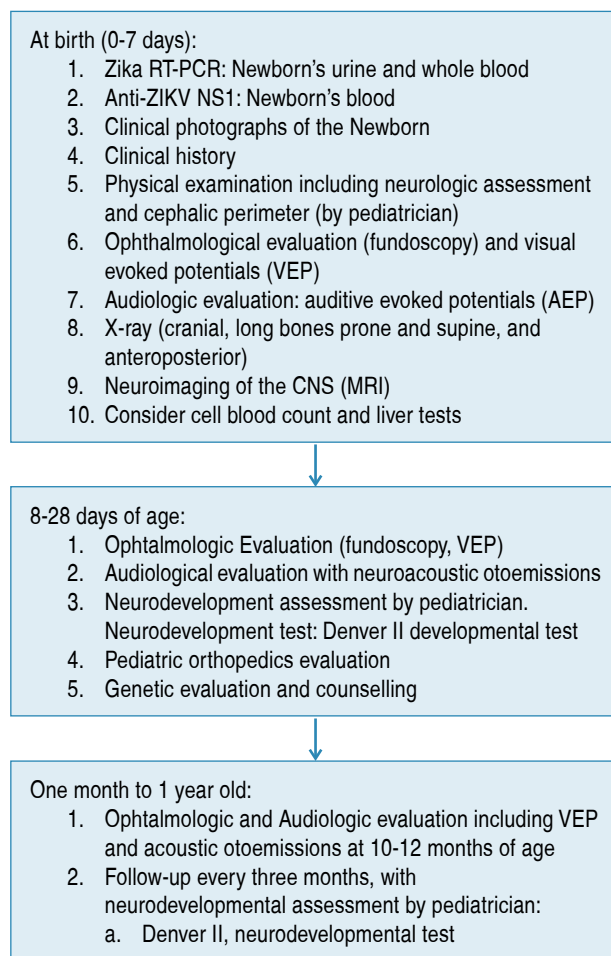 At birth (0-7 days):
1. Zika RT-PCR: Newborn's urine and whole blood
2. Anti-ZIKV NS1: Newborn's blood
3. Clinical photographs of the Newborn
4. Clinical history
5. Physical examination including neurologic assessment
and cephalic perimeter (by pediatrician)
6. Ophthalmological evaluation (fundoscopy) and visual
evoked potentials (VEP)
7. Audiologic evaluation: auditive evoked potentials (AEP)
8. X-ray (cranial, long bones prone and supine, and
anteroposterior)
9. Neuroimaging of the CNS (MRI)
10. Consider cell blood count and liver tests
8-28 days of age:
1. Ophtalmologic Evaluation (fundoscopy, VEP)
2. Audiological evaluation with neuroacoustic otoemissions
3. Neurodevelopment assessment by pediatrician.
Neurodevelopment test: Denver II developmental test
4. Pediatric orthopedics evaluation
5. Genetic evaluation and counselling
One month to 1 year old:
1. Ophtalmologic and Audiologic evaluation including VEP
and acoustic otoemissions at 10-12 months of age
2. Follow-up every three months, with
neurodevelopmental assessment by pediatrician:
a. Denver II, neurodevelopmental test